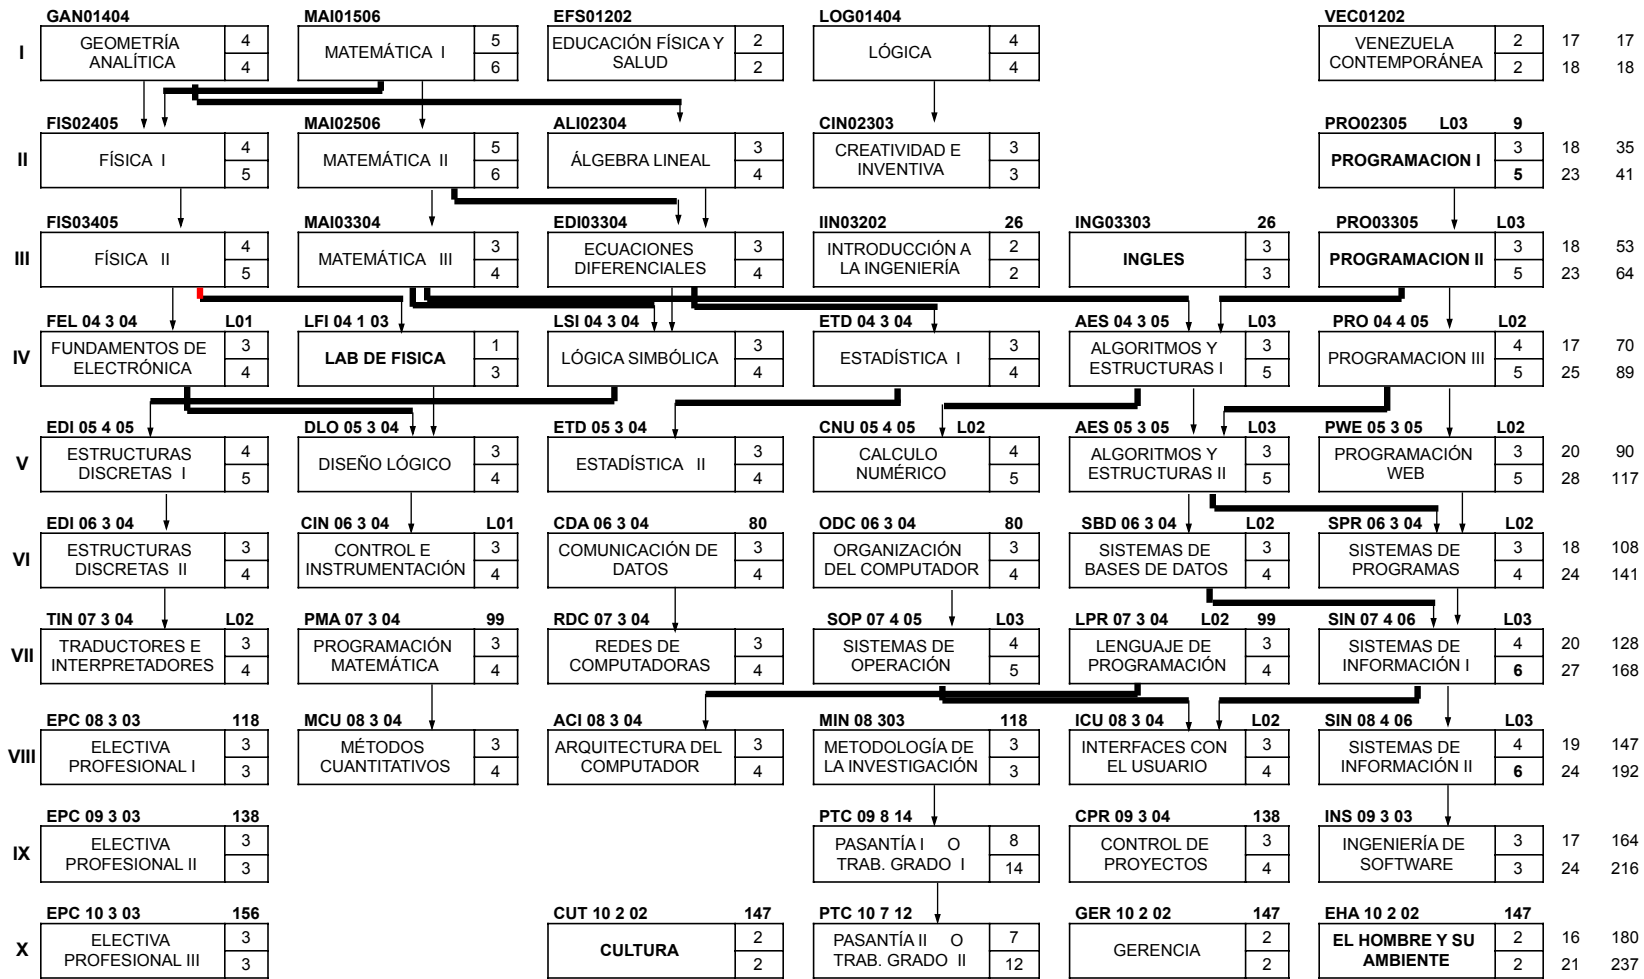 GAN01404 MAI01506 EFS01202 LOG01404 VEC01202
I
GEOMETRÍA
ANALÍTICA
4
4
MATEMÁTICA I
5
6
EDUCACIÓN FÍSICA Y
SALUD
2
2
LÓGICA
4
4
VENEZUELA
CONTEMPORÁNEA
2
2
17 17
18 18
FIS02405 MAI02506 ALI02304 CIN02303 PRO02305 L03 9
II
FÍSICA I
4
5
MATEMÁTICA II
5
6
ÁLGEBRA LINEAL
3
4
CREATIVIDAD E
INVENTIVA
3
3
PROGRAMACION I
3
5
18 35
23 41
FIS03405 MAI03304 EDI03304 IIN03202 26 ING03303 26 PRO03305 L03
III
FÍSICA II
4
5
MATEMÁTICA III
3
4
ECUACIONES
DIFERENCIALES
3
4
INTRODUCCIÓN A
LA INGENIERÍA
2
2
INGLES
3
3
PROGRAMACION II
3
5
18 53
23 64
FEL 04 3 04 L01 LFI 04 1 03 LSI 04 3 04 ETD 04 3 04 AES 04 3 05 L03 PRO 04 4 05 L02
IV
FUNDAMENTOS DE
ELECTRÓNICA
3
4
LAB DE FISICA
1
3
LÓGICA SIMBÓLICA
3
4
ESTADÍSTICA I
3
4
ALGORITMOS Y
ESTRUCTURAS I
3
5
PROGRAMACION III
4
5
17 70
25 89
EDI 05 4 05 DLO 05 3 04 ETD 05 3 04 CNU 05 4 05 L02 AES 05 3 05 L03 PWE 05 3 05 L02
V
ESTRUCTURAS
DISCRETAS I
4
5
DISEÑO LÓGICO
3
4
ESTADÍSTICA II
3
4
CALCULO
NUMÉRICO
4
5
ALGORITMOS Y
ESTRUCTURAS II
3
5
PROGRAMACIÓN
WEB
3
5
20 90
28 117
EDI 06 3 04 CIN 06 3 04 L01 CDA 06 3 04 80 ODC 06 3 04 80 SBD 06 3 04 L02 SPR 06 3 04 L02
VI
ESTRUCTURAS
DISCRETAS II
3
4
CONTROL E
INSTRUMENTACIÓN
3
4
COMUNICACIÓN DE
DATOS
3
4
ORGANIZACIÓN
DEL COMPUTADOR
3
4
SISTEMAS DE
BASES DE DATOS
3
4
SISTEMAS DE
PROGRAMAS
3
4
18 108
24 141
TIN 07 3 04 L02 PMA 07 3 04 99 RDC 07 3 04 SOP 07 4 05 L03 LPR 07 3 04 L02 99 SIN 07 4 06 L03
VII
TRADUCTORES E
INTERPRETADORES
3
4
PROGRAMACIÓN
MATEMÁTICA
3
4
REDES DE
COMPUTADORAS
3
4
SISTEMAS DE
OPERACIÓN
4
5
LENGUAJE DE
PROGRAMACIÓN
3
4
SISTEMAS DE
INFORMACIÓN I
4
6
20 128
27 168
EPC 08 3 03 118 MCU 08 3 04 ACI 08 3 04 MIN 08 303 118 ICU 08 3 04 L02 SIN 08 4 06 L03
VIII
ELECTIVA
PROFESIONAL I
3
3
MÉTODOS
CUANTITATIVOS
3
4
ARQUITECTURA DEL
COMPUTADOR
3
4
METODOLOGÍA DE
LA INVESTIGACIÓN
3
3
INTERFACES CON
EL USUARIO
3
4
SISTEMAS DE
INFORMACIÓN II
4
6
19 147
24 192
EPC 09 3 03 138 PTC 09 8 14 CPR 09 3 04 138 INS 09 3 03
IX
ELECTIVA
PROFESIONAL II
3
3
PASANTÍA I O
TRAB. GRADO I
8
14
CONTROL DE
PROYECTOS
3
4
INGENIERÍA DE
SOFTWARE
3
3
17 164
24 216
EPC 10 3 03 156 CUT 10 2 02 147 PTC 10 7 12 GER 10 2 02 147 EHA 10 2 02 147
X
ELECTIVA
PROFESIONAL III
3
3
CULTURA
2
2
PASANTÍA II O
TRAB. GRADO II
7
12
GERENCIA
2
2
EL HOMBRE Y SU
AMBIENTE
2
2
16 180
21 237